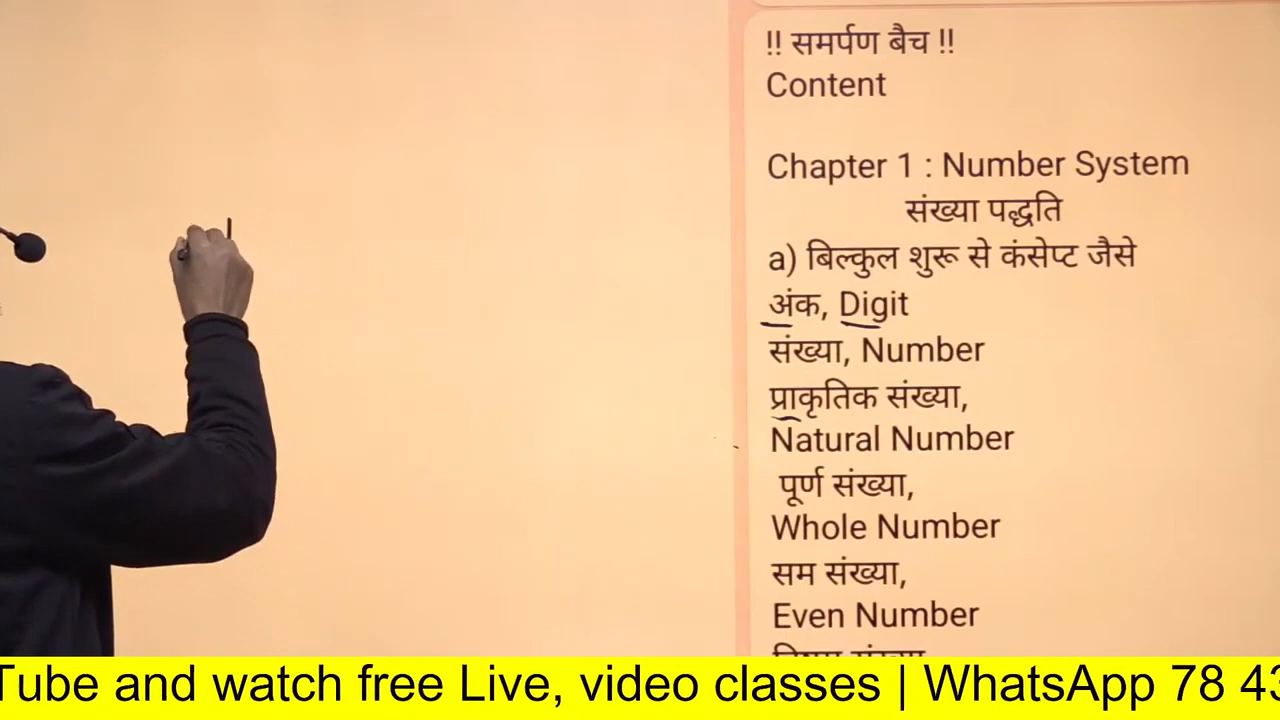 !! समर्पण बैच !!
Content
Chapter 1 : Number System
संख्या पद्धति
a) बिल्कुल शुरू से कंसेप्ट जैसे
अंक, Digit
संख्या, Number
प्राकृतिक संख्या,
Natural Number
पूर्ण संख्या,
Whole Number
सम संख्या,
Even Number
Tube and watch free Live, video classes | WhatsApp 78 43